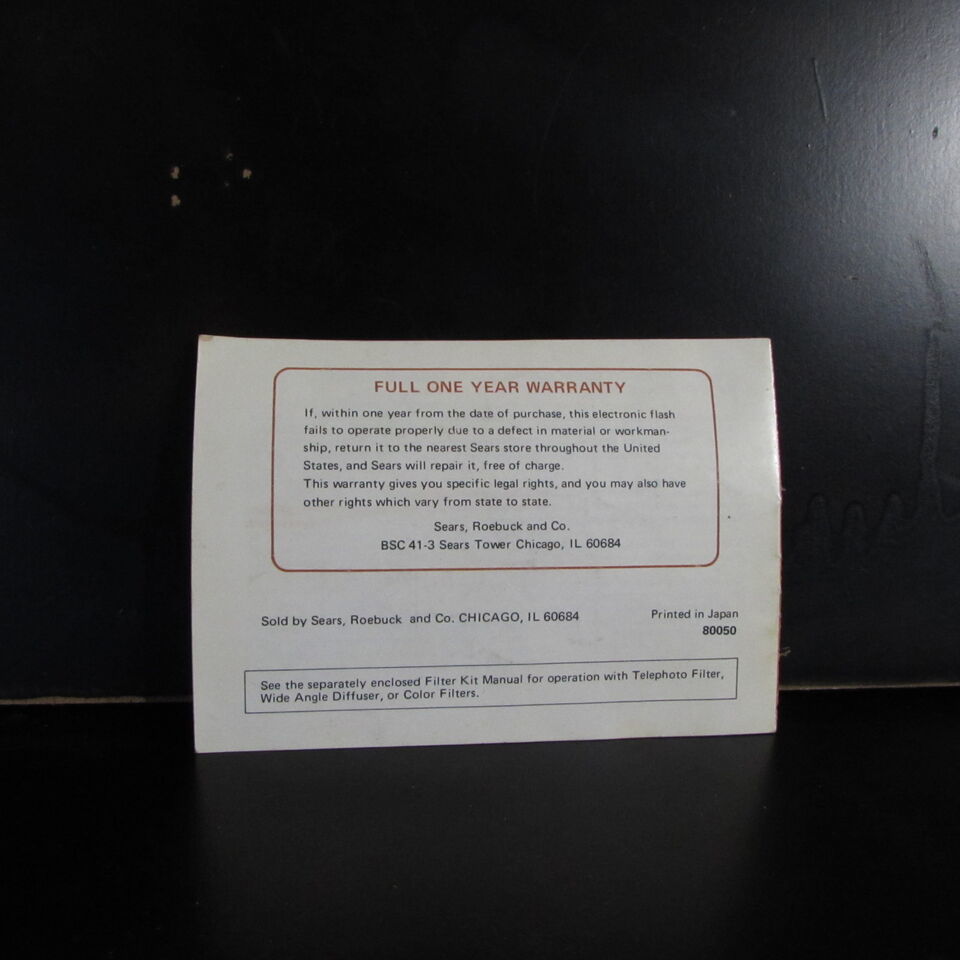 FULL ONE YEAR WARRANTY
If, within one year from the date of purchase, this electronic flash
fails to operate properly due to a defect in material or workman-
ship, return it to the nearest Sears store throughout the United
States, and Sears will repair it, free of charge.
This warranty gives you specific legal rights, and you may also have
other rights which vary from state to state.
Sears, Roebuck and Co.
BSC 41-3 Sears Tower Chicago, IL 60684
Sold by Sears, Roebuck and Co. CHICAGO, IL 60684
Printed in Japan
80050
See the separately enclosed Filter Kit Manual for operation with Telephoto Filter,
Wide Angle Diffuser, or Color Filters.